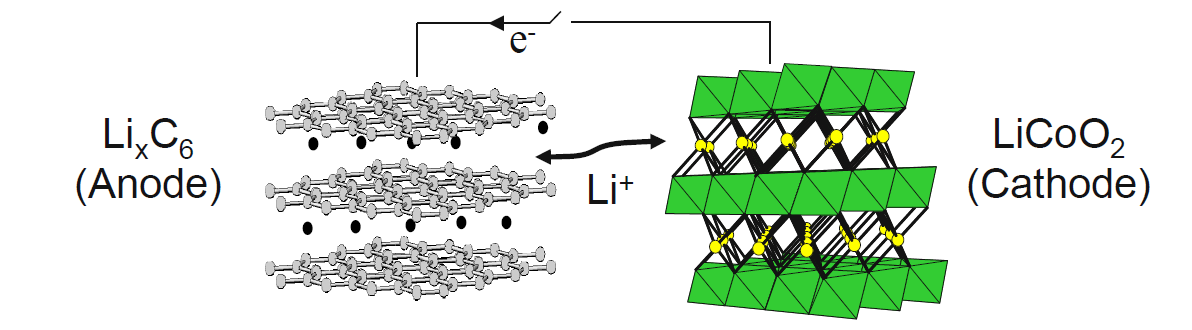 e⁻
LiₓC₆
(Anode)
Li⁺
LiCoO₂
(Cathode)